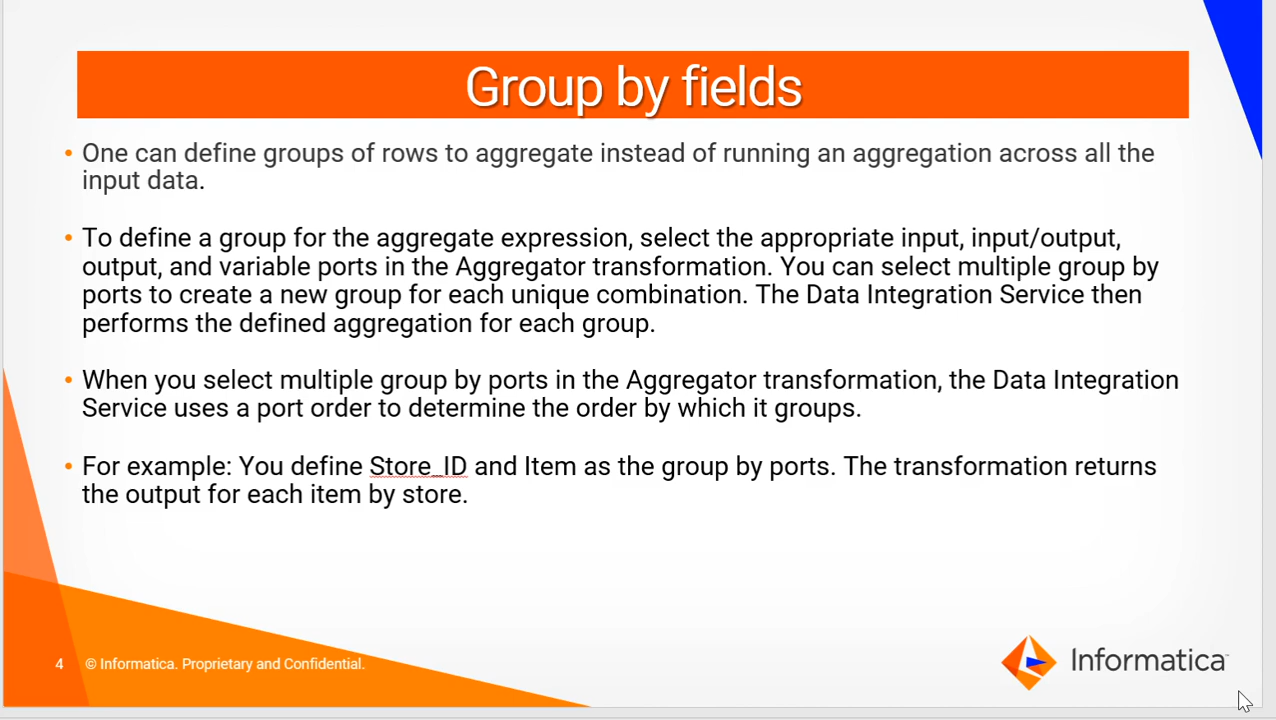 Group by fields
• One can define groups of rows to aggregate instead of running an aggregation across all the
input data.
• To define a group for the aggregate expression, select the appropriate input, input/output,
output, and variable ports in the Aggregator transformation. You can select multiple group by
ports to create a new group for each unique combination. The Data Integration Service then
performs the defined aggregation for each group.
• When you select multiple group by ports in the Aggregator transformation, the Data Integration
Service uses a port order to determine the order by which it groups.
• For example: You define Store_ID and Item as the group by ports. The transformation returns
the output for each item by store.
4 © Informatica. Proprietary and Confidential.
Informatica™